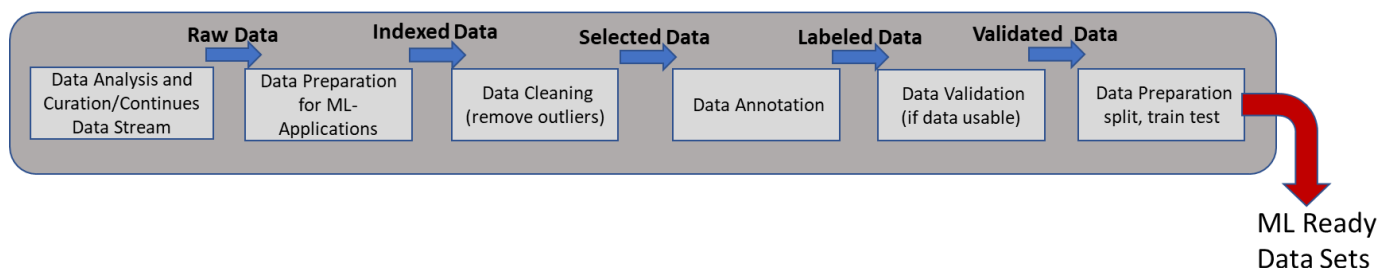 Raw Data
Indexed Data
Selected Data
Labeled Data
Validated Data
Data Analysis and
Curation/Continues
Data Stream
Data Preparation
for ML-
Applications
Data Cleaning
(remove outliers)
Data Annotation
Data Validation
(if data usable)
Data Preparation
split, train test
ML Ready
Data Sets